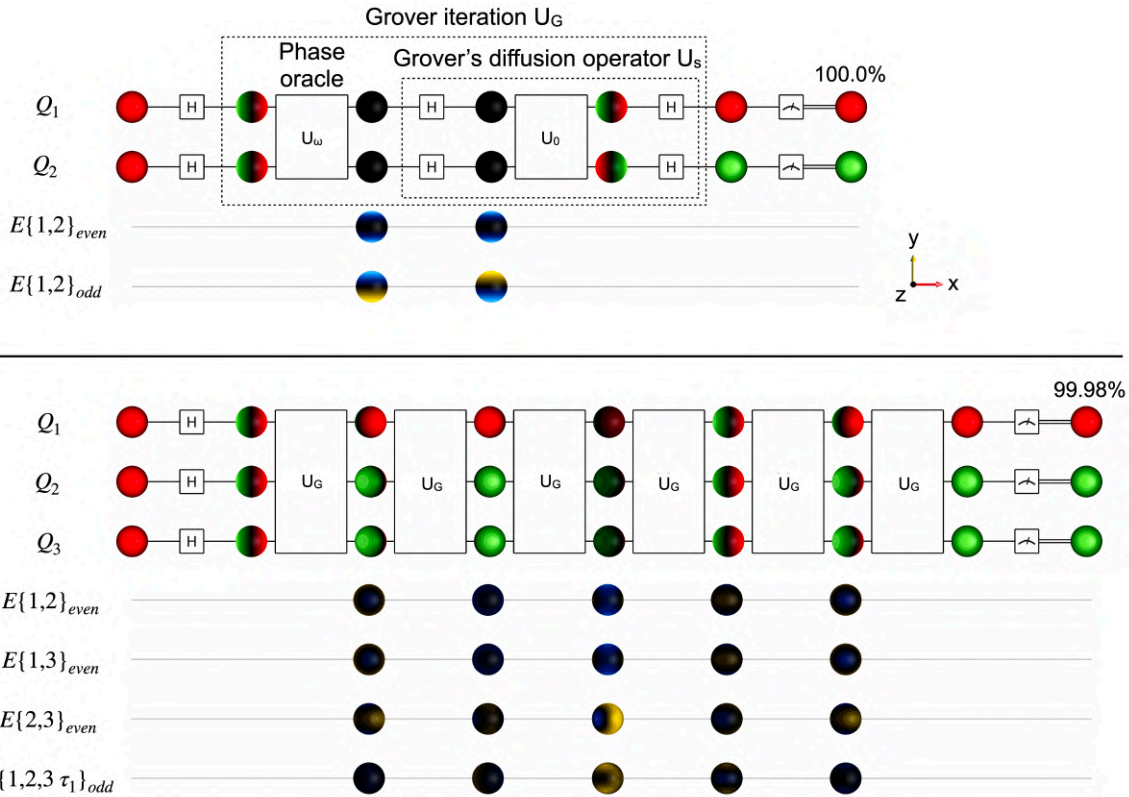 Grover iteration U_G
Phase oracle
Grover's diffusion operator U_s
100.0%
Q_1 H H H
U_ω U_0
Q_2 H H H
E{1,2}_even
E{1,2}_odd
y
z x
99.98%
Q_1 H
Q_2 H U_G U_G U_G U_G U_G U_G
Q_3 H
E{1,2}_even
E{1,3}_even
E{2,3}_even
{1,2,3 τ_1}_odd